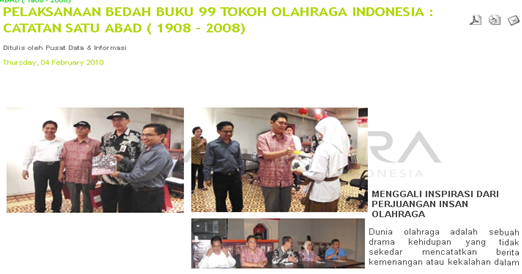 ABAD ( 1908 - 2008)
PELAKSANAAN BEDAH BUKU 99 TOKOH OLAHRAGA INDONESIA :
CATATAN SATU ABAD ( 1908 - 2008)
Ditulis oleh Pusat Data & Informasi
Thursday, 04 February 2010
MENGGALI INSPIRASI DARI
PERJUANGAN INSAN
OLAHRAGA
Dunia olahraga adalah sebuah
drama kehidupan yang tidak
sekedar mencatatkan berita
kemenangan atau kekalahan dalam